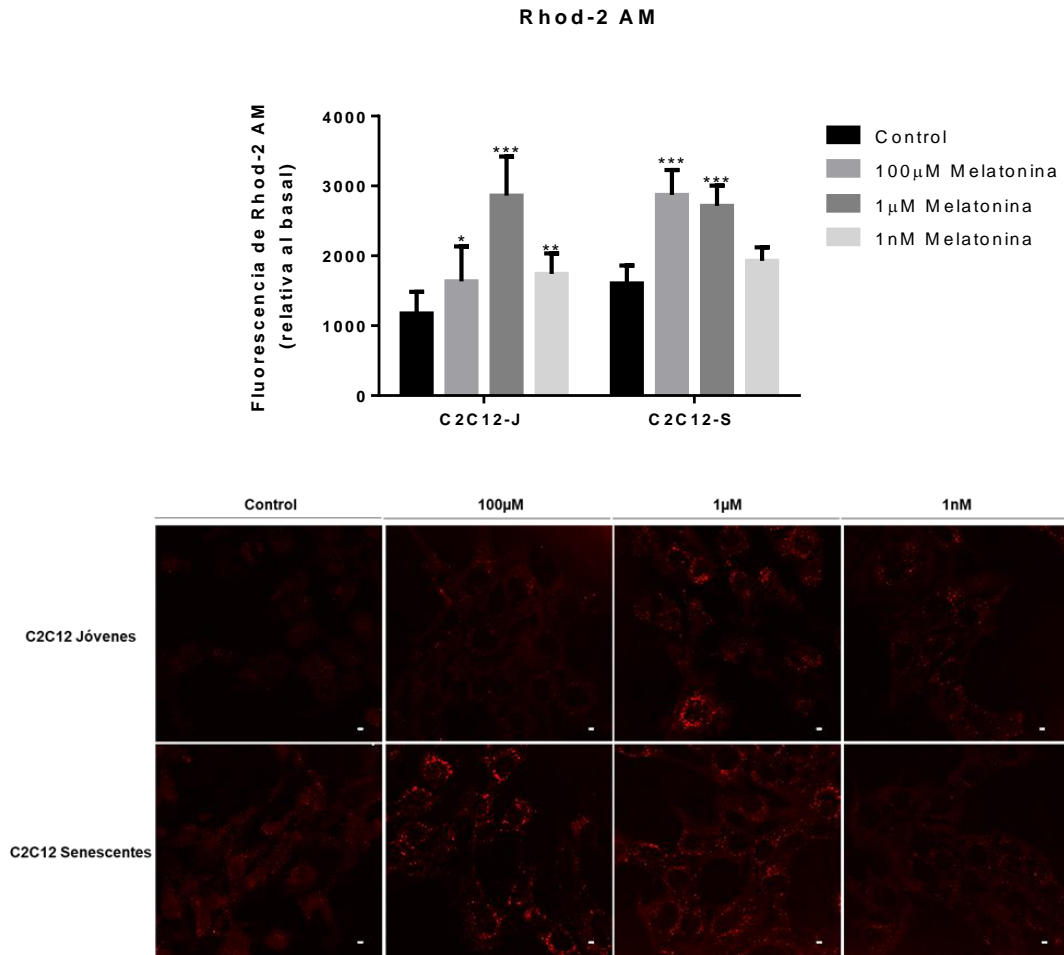 Rhod-2 AM
Fluorescencia de Rhod-2 AM
(relativa al basal)
4000
3000
2000
1000
0
***
*
**
***
***
C2C12-J
C2C12-S
Control
100μM Melatonina
1μM Melatonina
1nM Melatonina
Control
100μM
1μM
1nM
C2C12 Jóvenes
C2C12 Senescentes